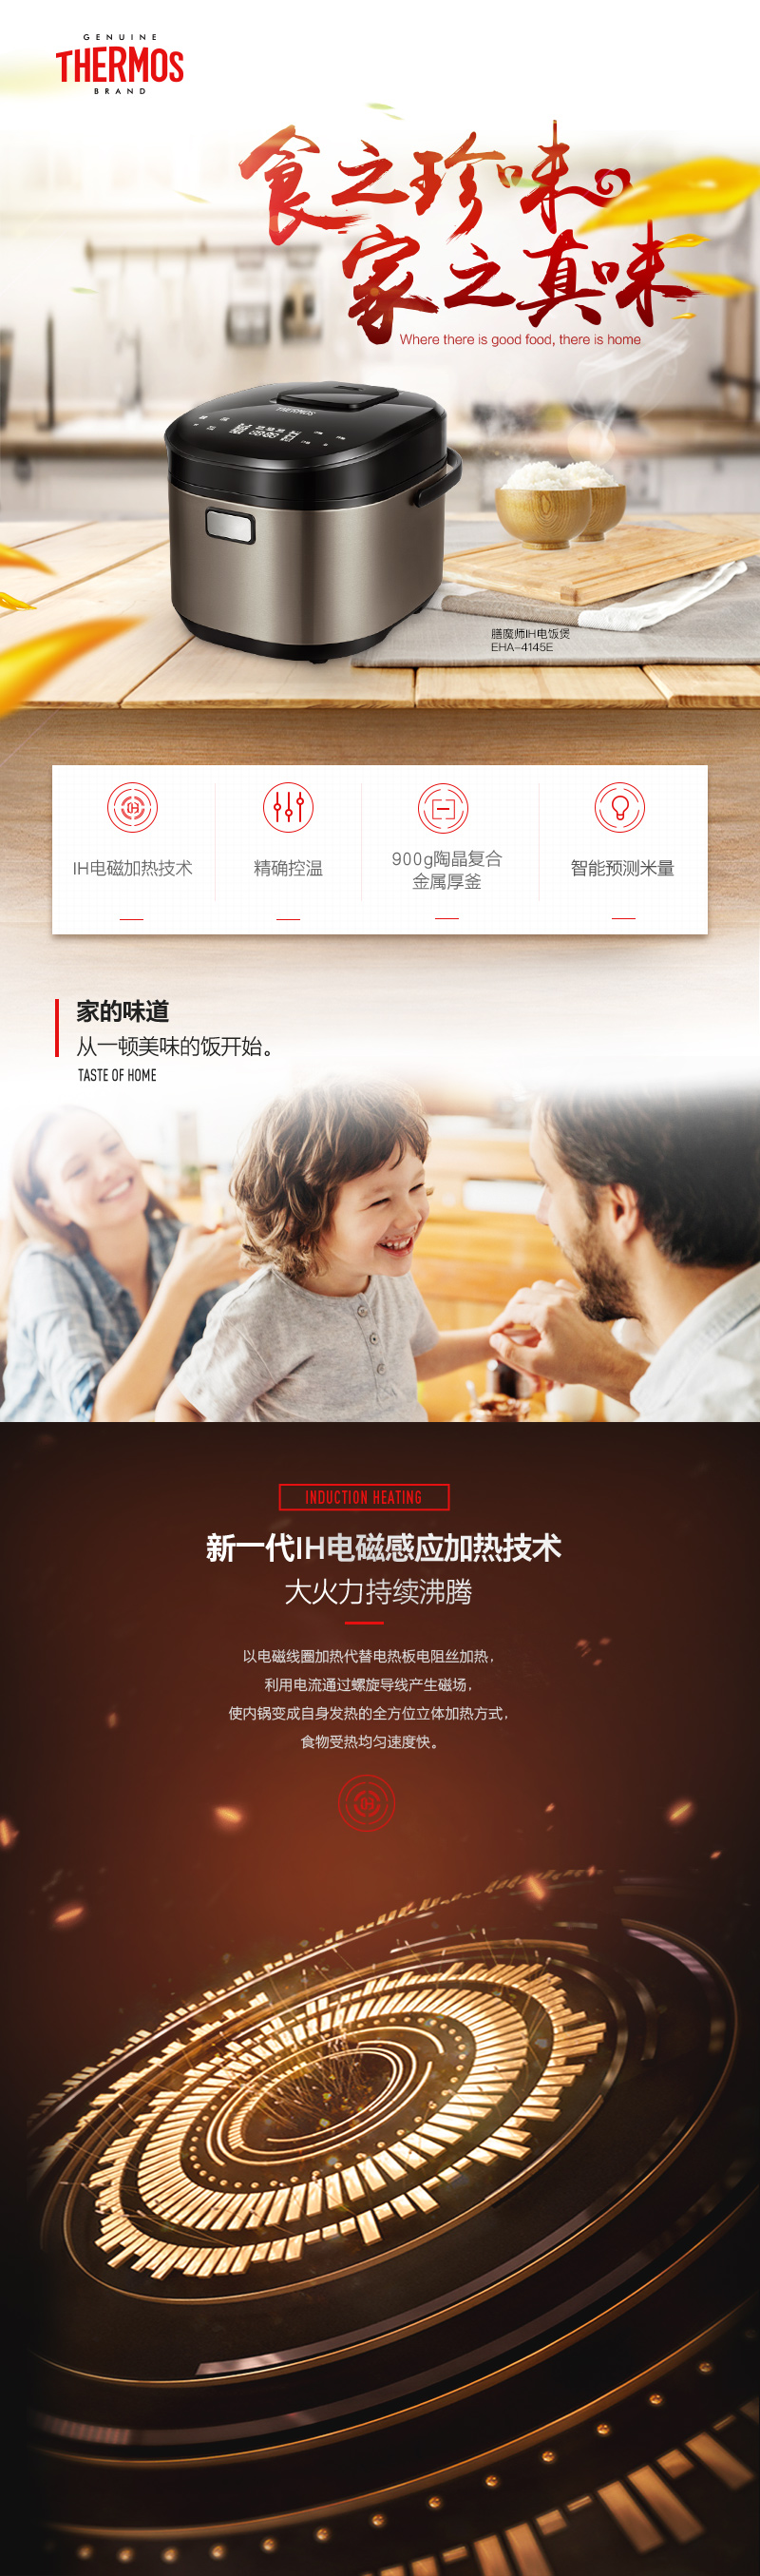 GENUINE
THERMOS
BRAND
食之珍味
家之真味
Where there is good food, there is home
THERMOS
膳魔师IH电饭煲
EHA-4145E
IH电磁加热技术
精确控温
900g陶晶复合
金属厚釜
智能预测米量
家的味道
从一顿美味的饭开始。
TASTE OF HOME
INDUCTION HEATING
新一代IH电磁感应加热技术
大火力持续沸腾
以电磁线圈加热代替电热板电阻丝加热，
利用电流通过螺旋导线产生磁场，
使内锅变成自身发热的全方位立体加热方式，
食物受热均匀速度快。